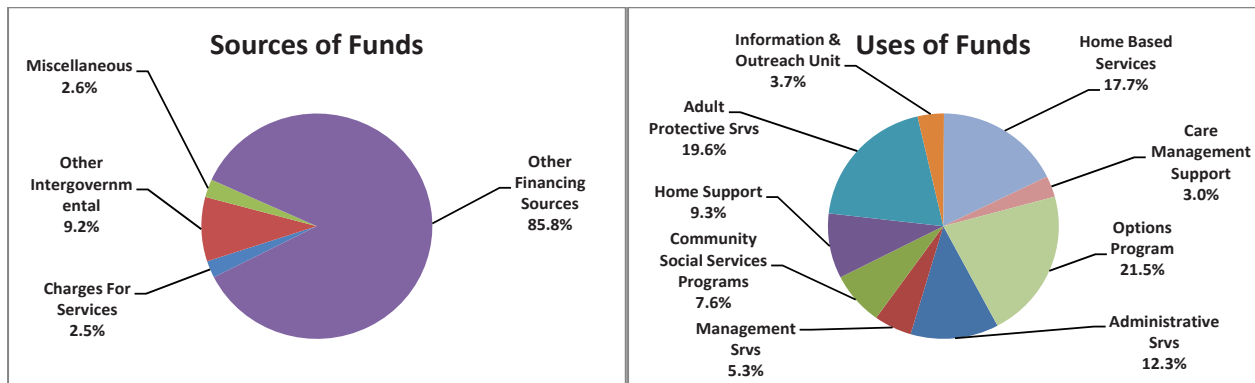 Sources of Funds
Miscellaneous
2.6%
Other
Intergovernm
ental
9.2%
Charges For
Services
2.5%
Other
Financing
Sources
85.8%
Uses of Funds
Information &
Outreach Unit
3.7%
Home Based
Services
17.7%
Adult
Protective Srvs
19.6%
Care
Management
Support
3.0%
Home Support
9.3%
Options
Program
21.5%
Community
Social Services
Programs
7.6%
Management
Srvs
5.3%
Administrative
Srvs
12.3%